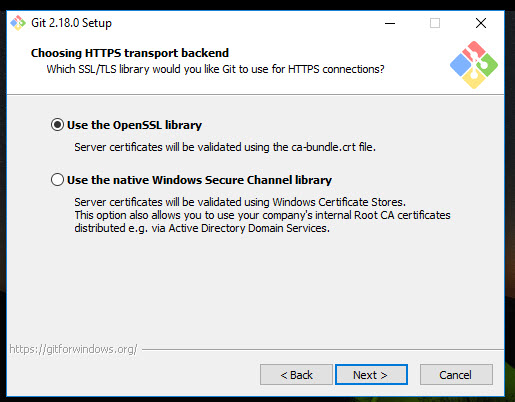 Git 2.18.0 Setup
Choosing HTTPS transport backend
Which SSL/TLS library would you like Git to use for HTTPS connections?
Use the OpenSSL library
Server certificates will be validated using the ca-bundle.crt file.
Use the native Windows Secure Channel library
Server certificates will be validated using Windows Certificate Stores.
This option also allows you to use your company's internal Root CA certificates
distributed e.g. via Active Directory Domain Services.
https://gitforwindows.org/
< Back
Next >
Cancel